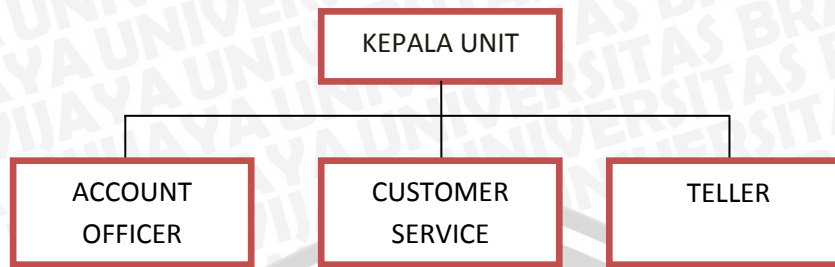 KEPALA UNIT
ACCOUNT
OFFICER
CUSTOMER
SERVICE
TELLER